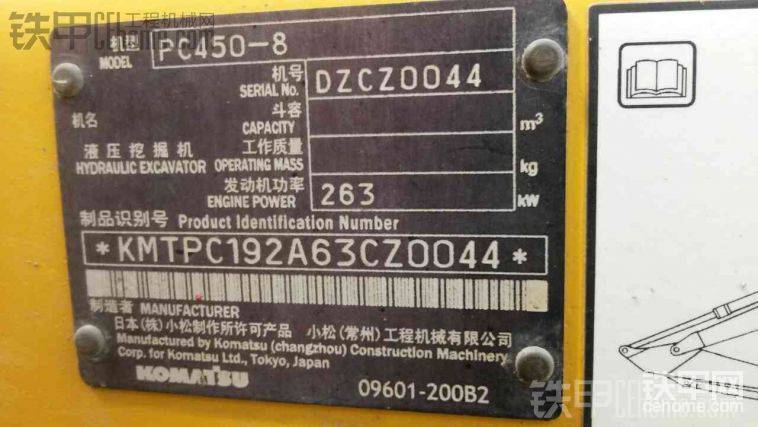 铁甲 工程机械网
cehome.com
机型
MODEL PC450-8
机号
SERIAL No. DZCZ0044
机名
斗容
CAPACITY m³
液压挖掘机
HYDRAULIC EXCAVATOR
工作质量
OPERATING MASS kg
发动机功率
ENGINE POWER 263 kW
制品识别号 Product Identification Number
*KMTPC192A63CZ0044*
制造者 MANUFACTURER
日本(株)小松制作所许可产品 小松(常州)工程机械有限公司
Manufactured by Komatsu (changzhou) Construction Machinery
Corp. for Komatsu Ltd., Tokyo, Japan
KOMATSU
09601-200B2
铁甲网
cehome.com